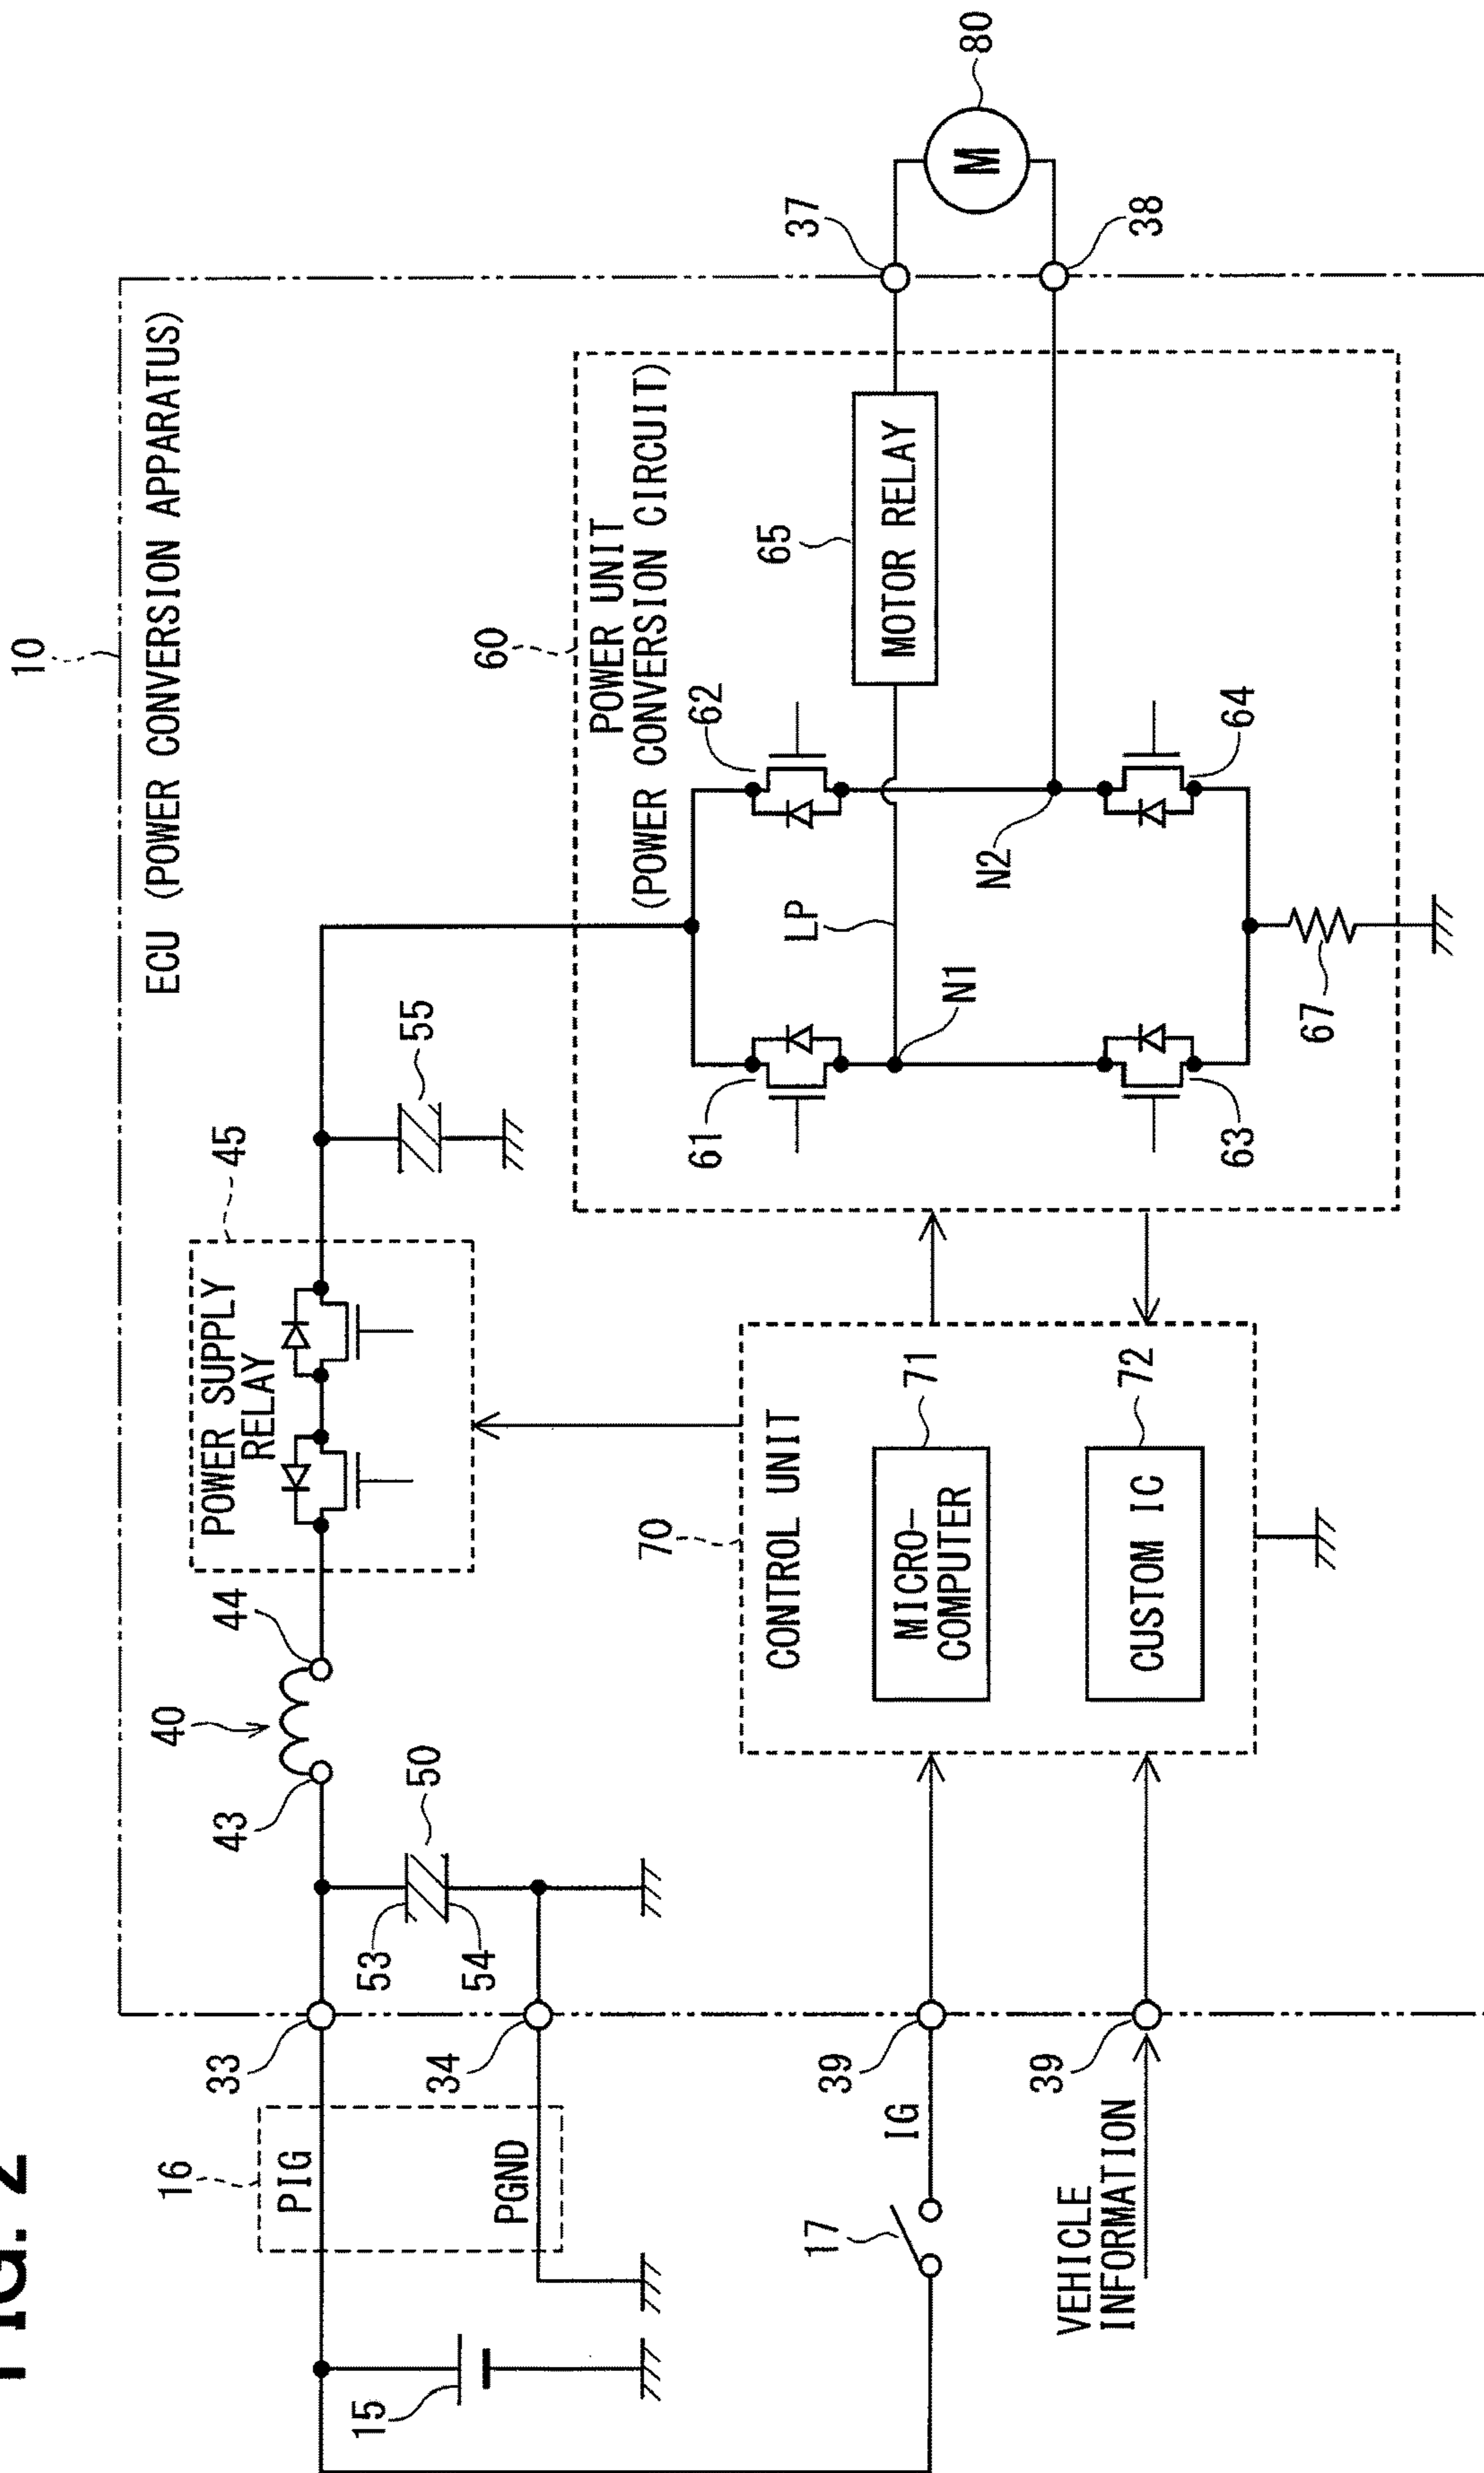 FIG. 2
10
ECU (POWER CONVERSION APPARATUS)
16
PIG
PGND
15
33
34
53
54
50
43
40
44
POWER SUPPLY
RELAY
45
55
60
POWER UNIT
(POWER CONVERSION CIRCUIT)
61
62
LP
N1
N2
65
MOTOR RELAY
63
64
67
37
38
M
80
17
IG
39
VEHICLE
INFORMATION
39
70
CONTROL UNIT
MICRO-
COMPUTER
71
CUSTOM IC
72